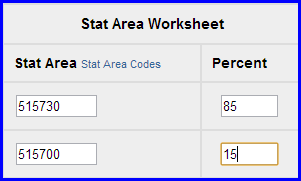 Stat Area Worksheet
Stat Area Stat Area Codes Percent
515730 85
515700 15